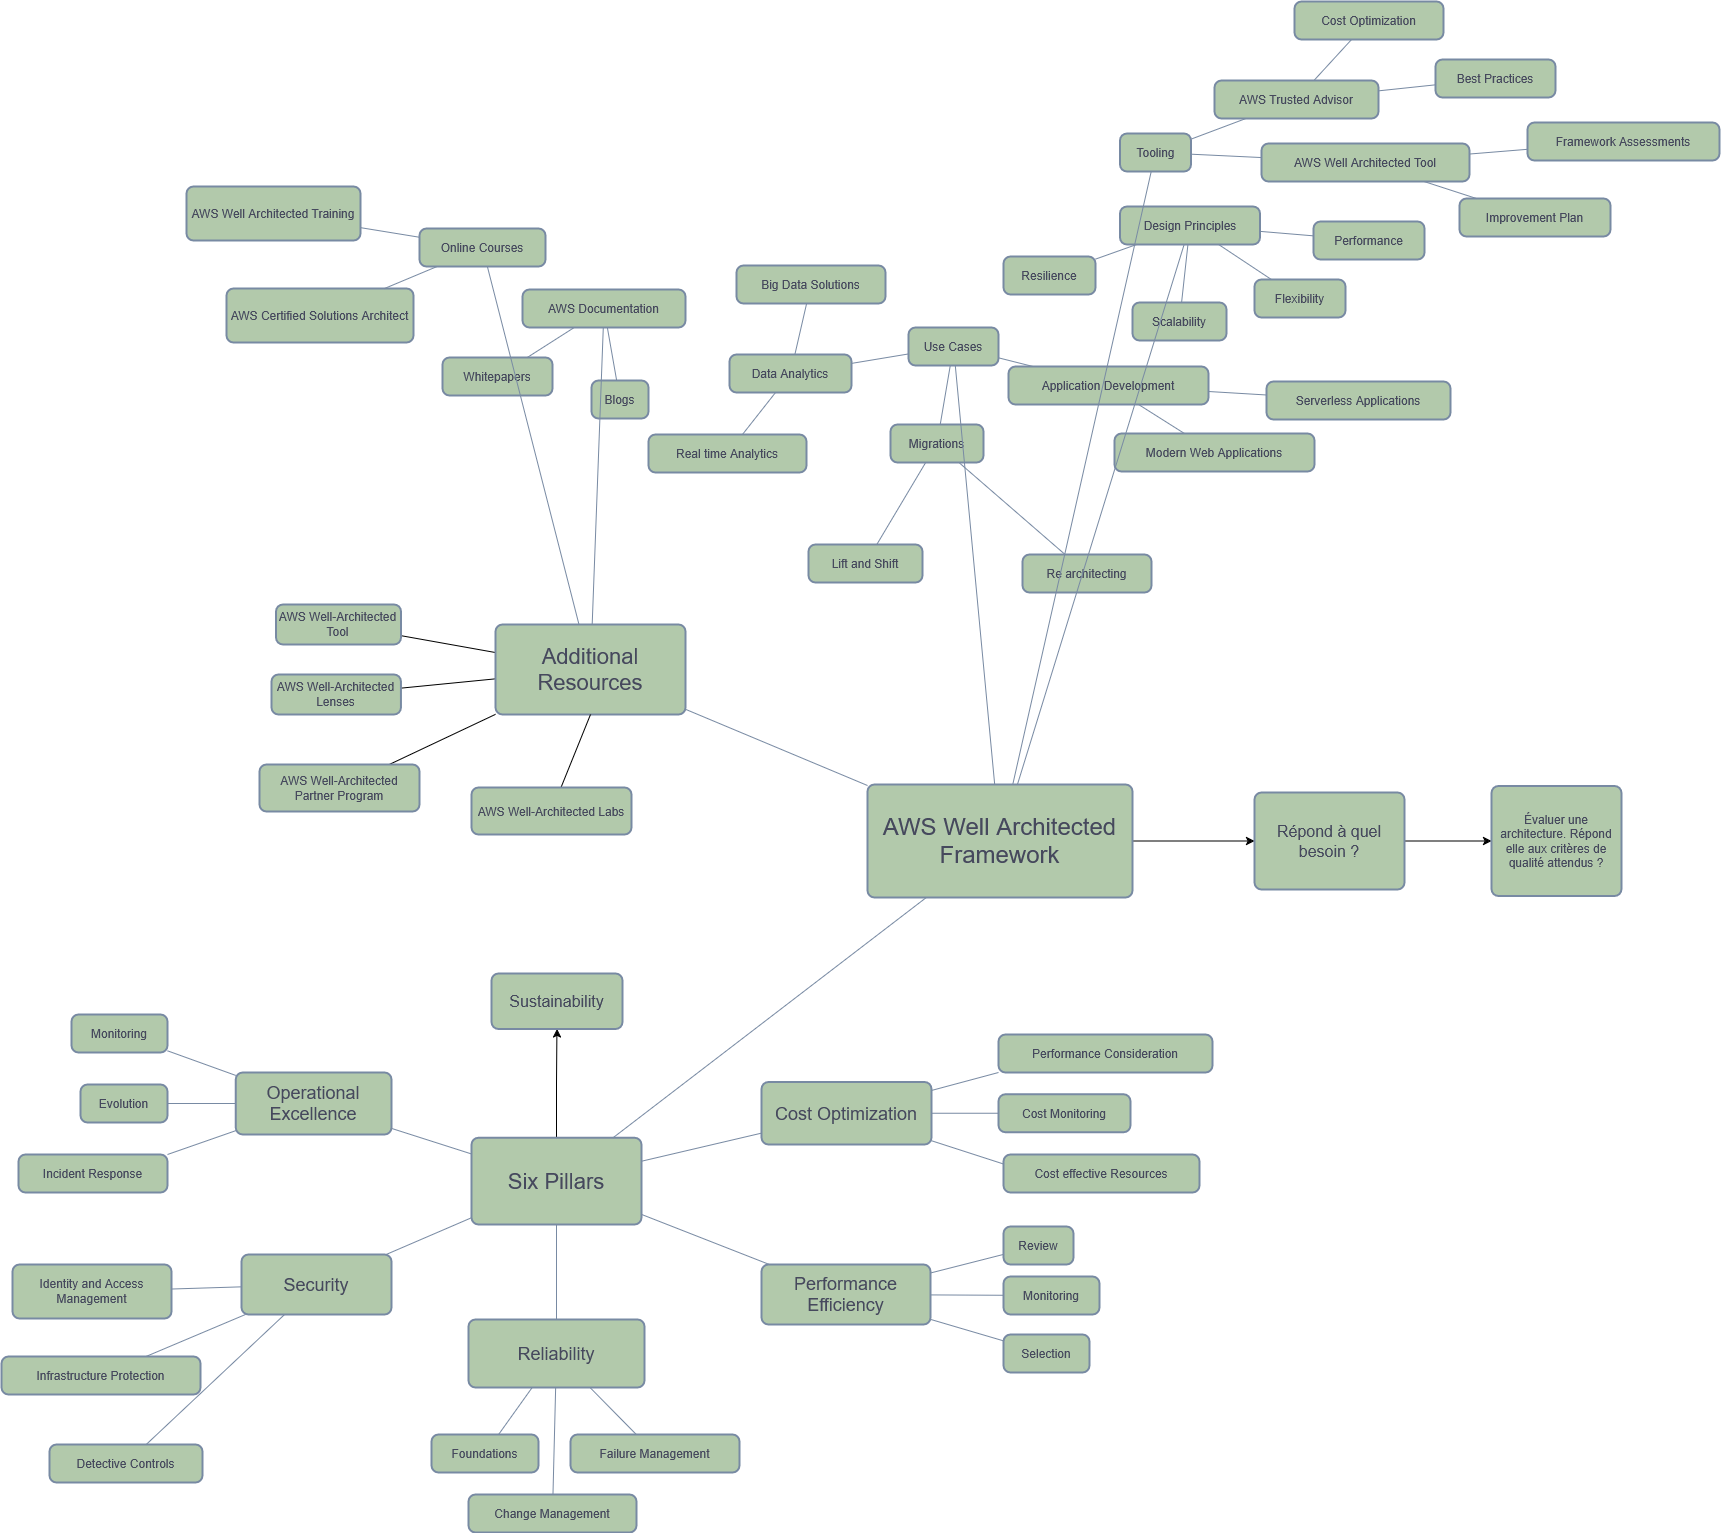 Cost Optimization
Best Practices
AWS Trusted Advisor
Tooling
AWS Well Architected Tool
Framework Assessments
Improvement Plan
Design Principles
Performance
Resilience
Flexibility
Scalability
AWS Well Architected Training
Online Courses
AWS Certified Solutions Architect
AWS Documentation
Whitepapers
Blogs
Big Data Solutions
Use Cases
Data Analytics
Real time Analytics
Application Development
Serverless Applications
Modern Web Applications
Migrations
Lift and Shift
Re architecting
AWS Well-Architected
Tool
AWS Well-Architected
Lenses
AWS Well-Architected
Partner Program
AWS Well-Architected Labs
Additional
Resources
AWS Well Architected
Framework
Répond à quel
besoin ?
Évaluer une
architecture. Répond
elle aux critères de
qualité attendus ?
Sustainability
Monitoring
Evolution
Incident Response
Operational
Excellence
Six Pillars
Cost Optimization
Performance Consideration
Cost Monitoring
Cost effective Resources
Security
Identity and Access
Management
Infrastructure Protection
Detective Controls
Performance
Efficiency
Review
Monitoring
Selection
Reliability
Foundations
Failure Management
Change Management